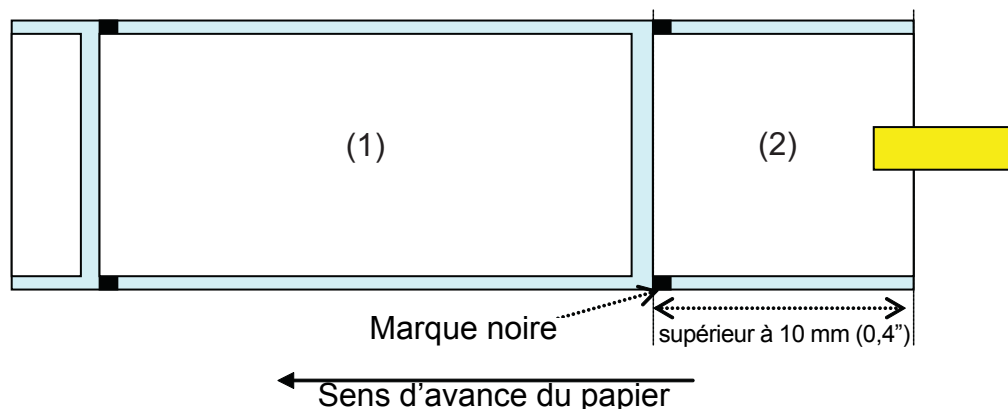 (1)
(2)
Marque noire
supérieur à 10 mm (0,4”)
Sens d’avance du papier